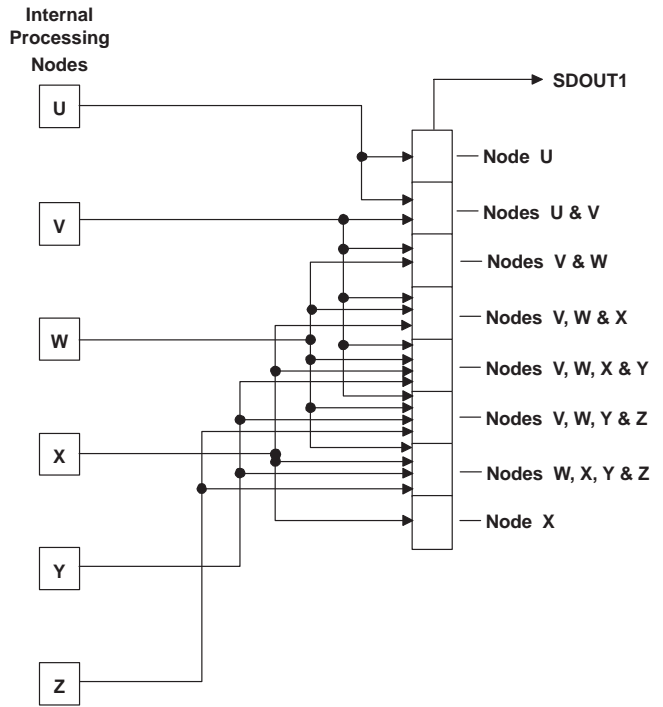 Internal
Processing
Nodes
SDOUT1
U
Node U
Nodes U & V
V
Nodes V & W
Nodes V, W & X
W
Nodes V, W, X & Y
Nodes V, W, Y & Z
X
Nodes W, X, Y & Z
Node X
Y
Z